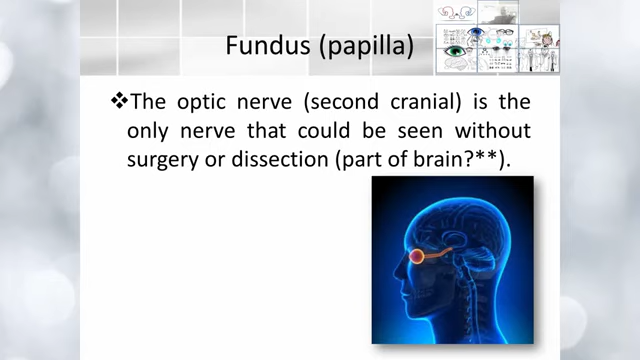 Fundus (papilla)
❖The optic nerve (second cranial) is the
only nerve that could be seen without
surgery or dissection (part of brain?**).